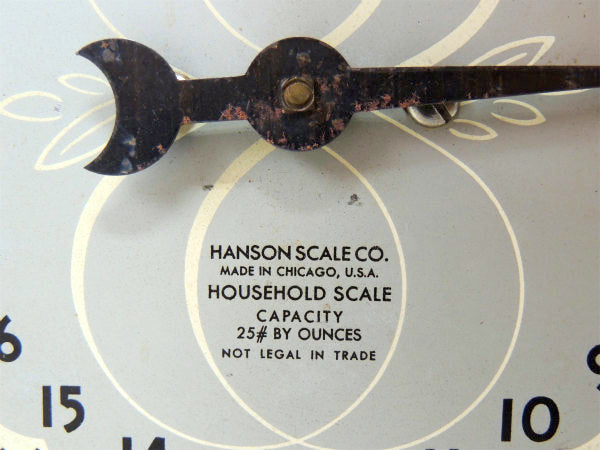 HANSON SCALE CO.
MADE IN CHICAGO, U.S.A.
HOUSEHOLD SCALE
CAPACITY
25# BY OUNCES
NOT LEGAL IN TRADE
15
10